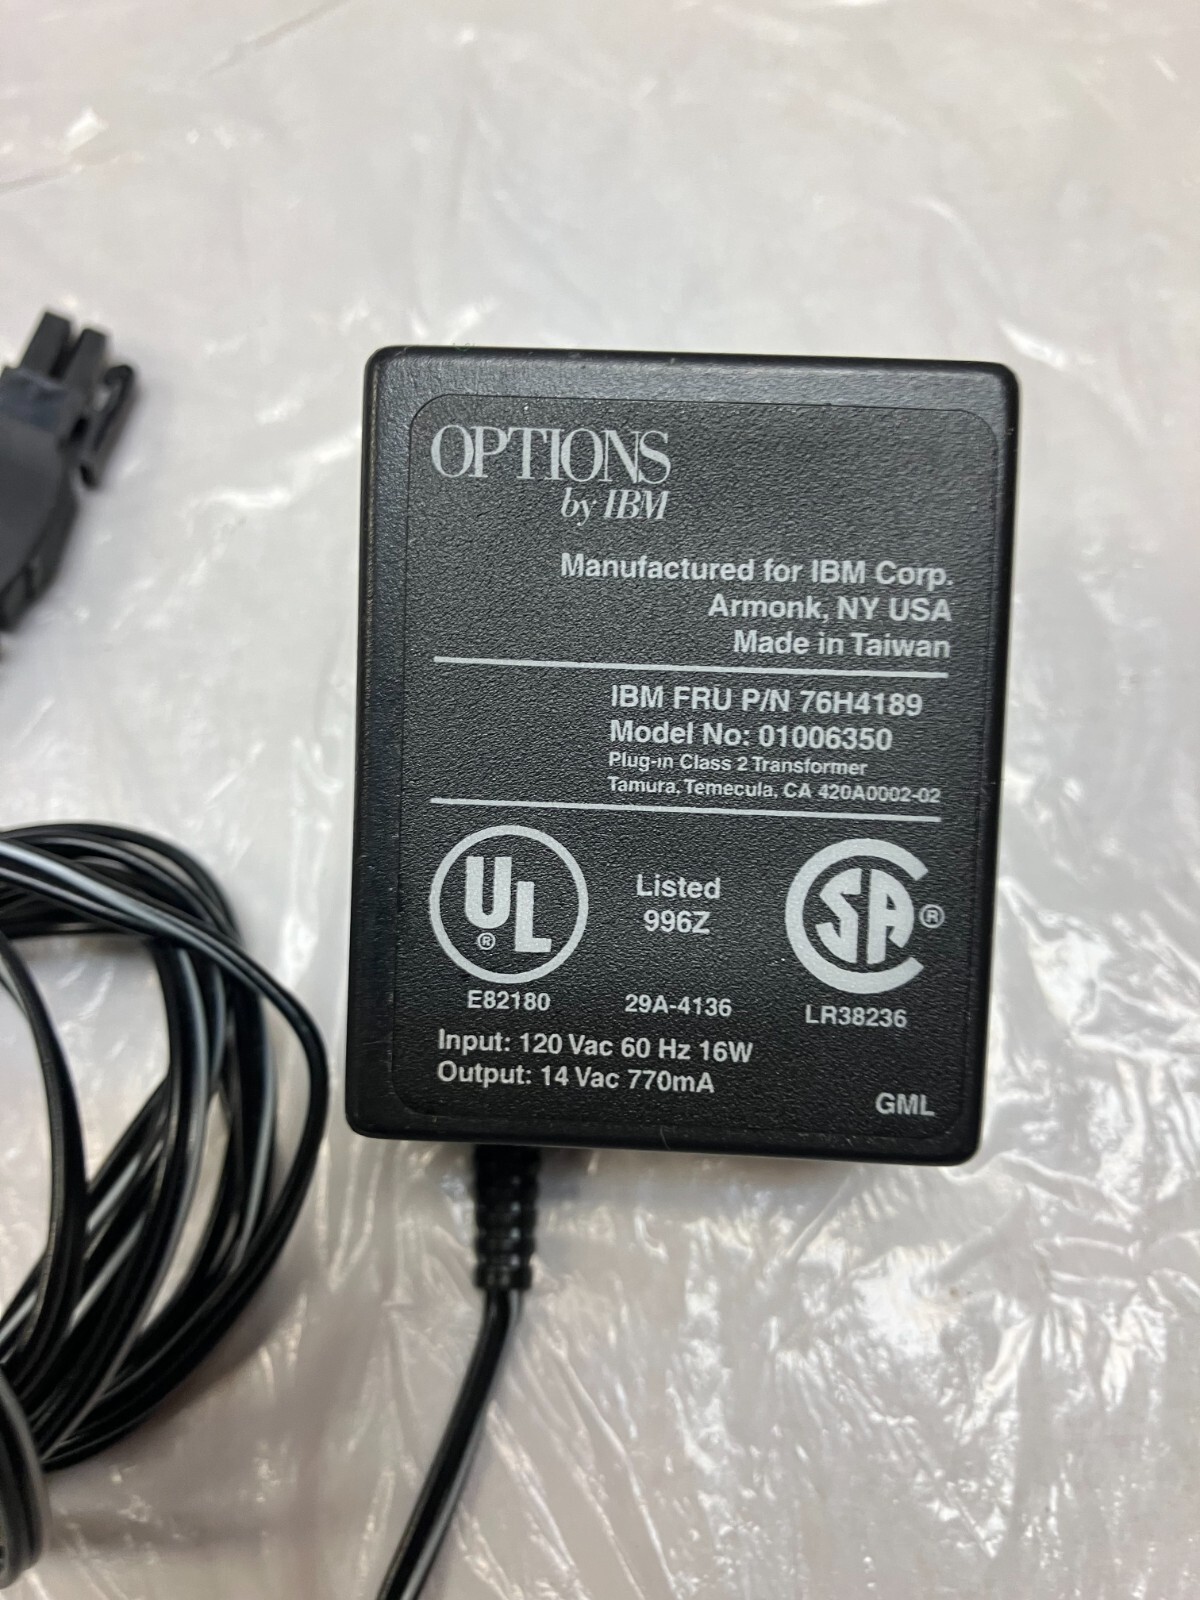 OPTIONS
by IBM
Manufactured for IBM Corp.
Armonk, NY USA
Made in Taiwan
IBM FRU P/N 76H4189
Model No: 01006350
Plug-in Class 2 Transformer
Tamura, Temecula, CA 420A0002-02
UL ®
Listed
996Z
SA ®
E82180
29A-4136
LR38236
Input: 120 Vac 60 Hz 16W
Output: 14 Vac 770mA
GML